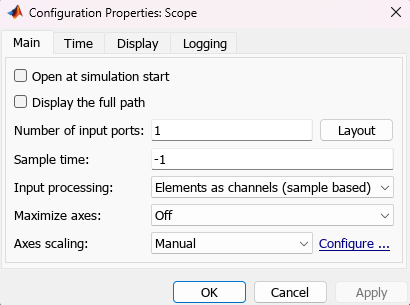 Configuration Properties: Scope
Main Time Display Logging
Open at simulation start
Display the full path
Number of input ports: 1 Layout
Sample time: -1
Input processing: Elements as channels (sample based)
Maximize axes: Off
Axes scaling: Manual Configure ...
OK Cancel Apply